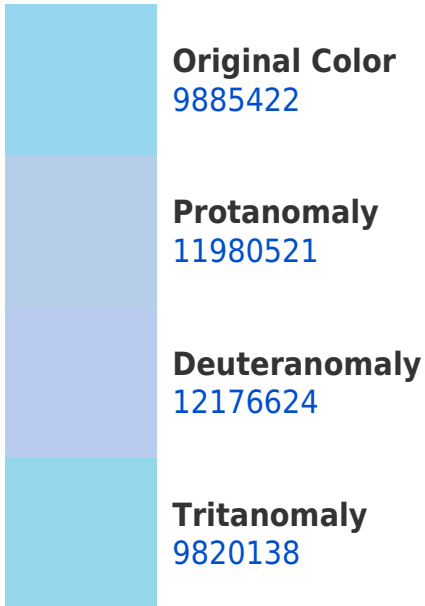 Original Color
9885422
Protanomaly
11980521
Deuteranomaly
12176624
Tritanomaly
9820138